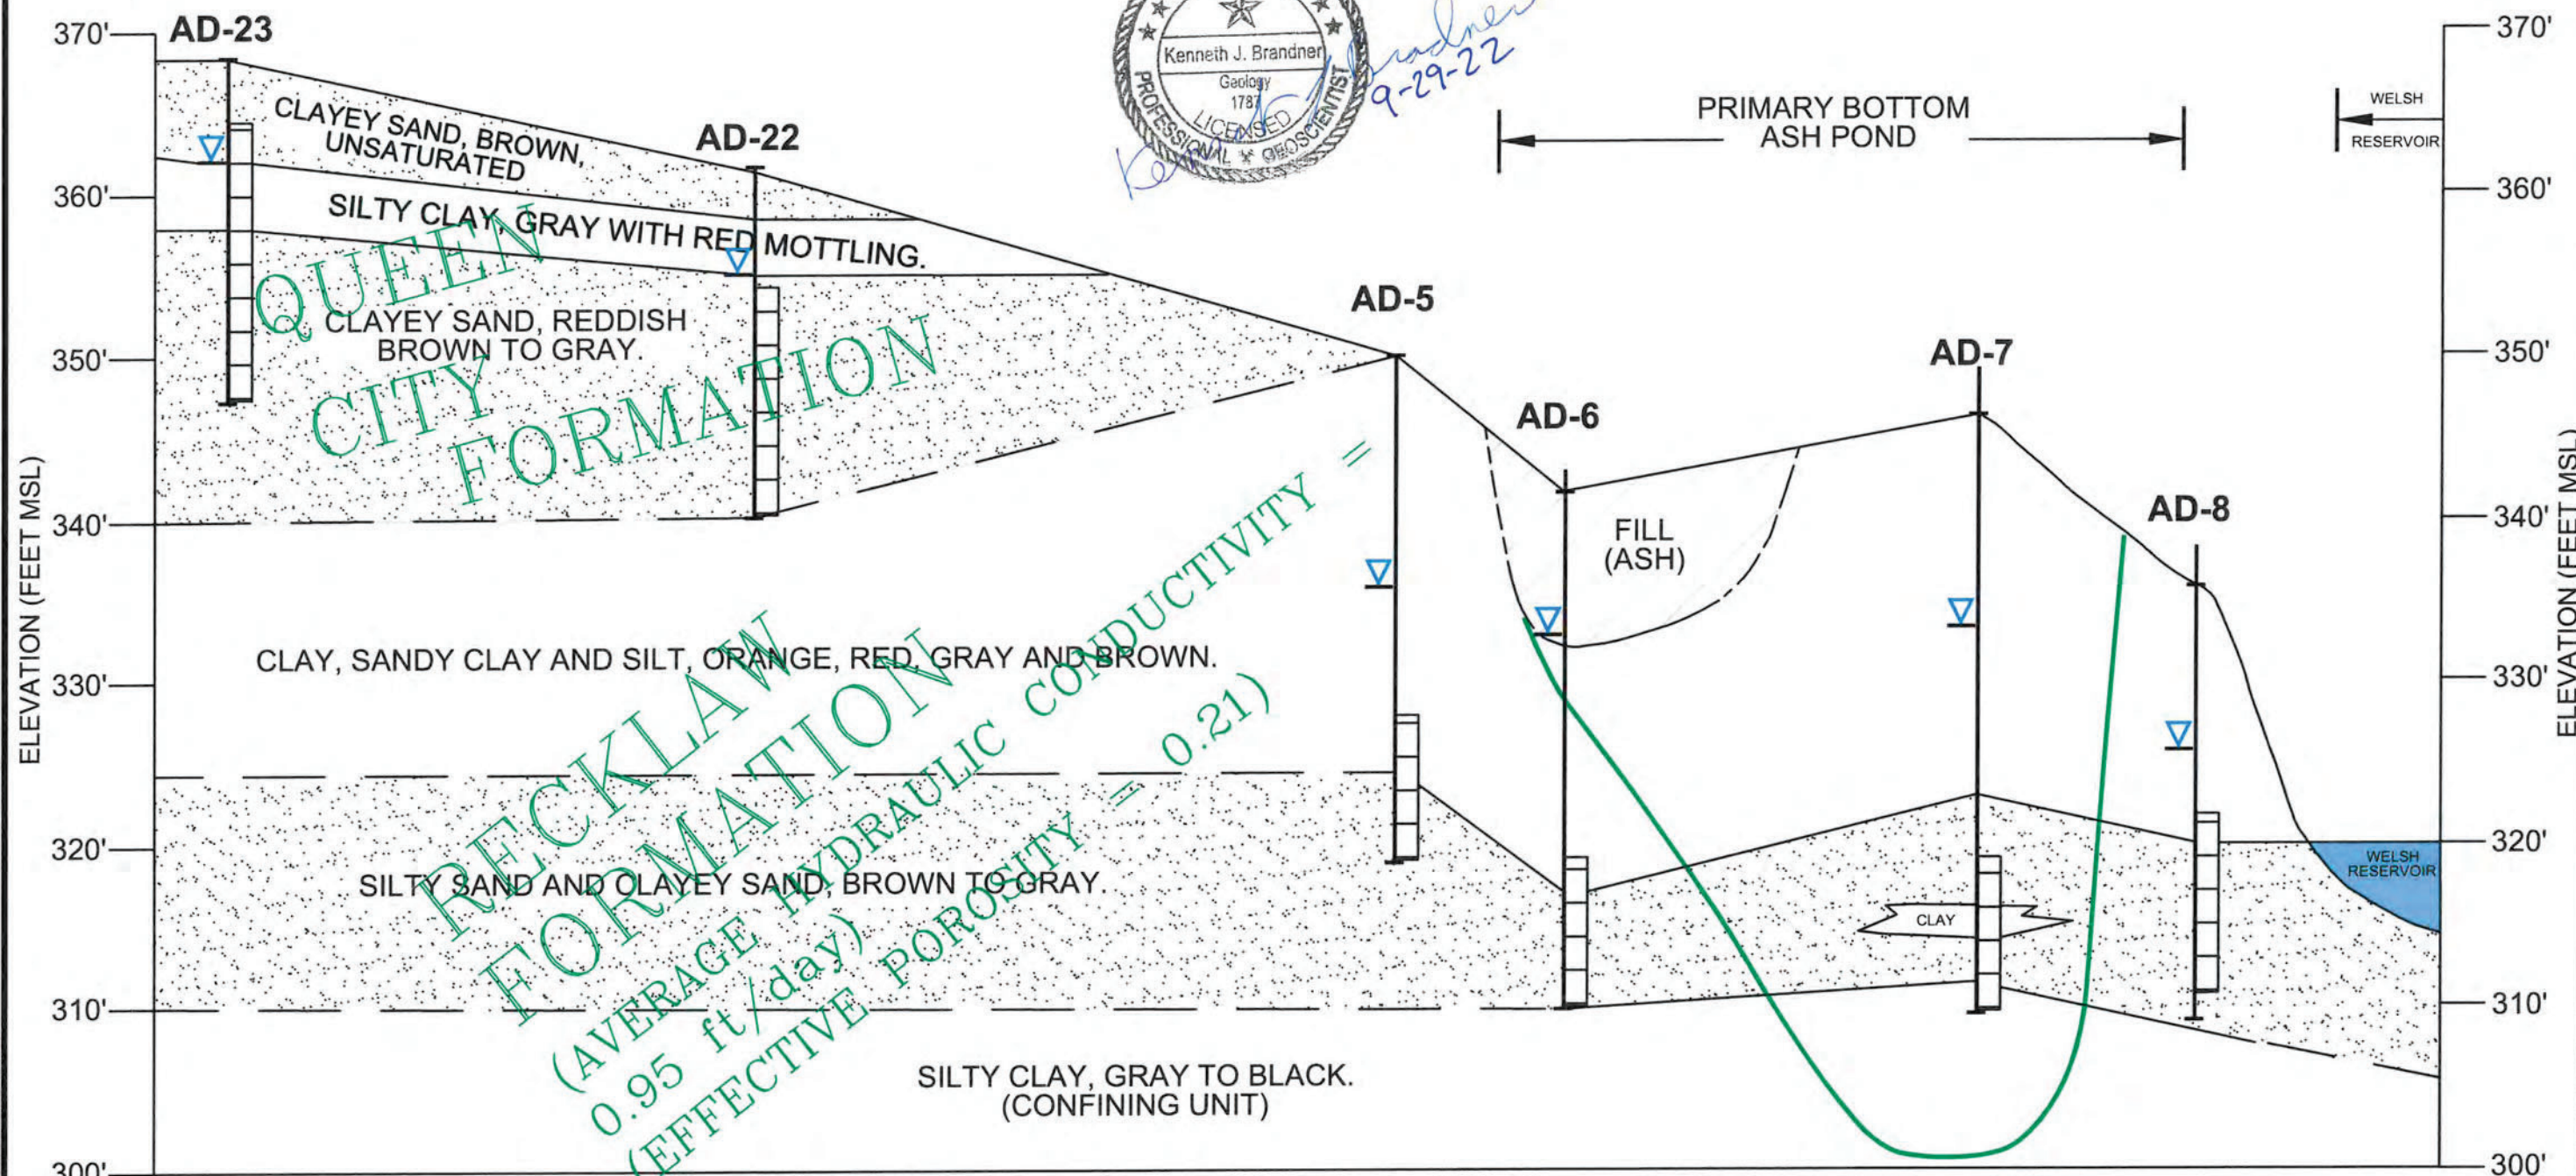 370'
AD-23
Kenneth J. Brandner
Geology
1787
LICENSED
PROFESSIONAL GEOSCIENTIST
9-29-22
370'
CLAYEY SAND, BROWN,
UNSATURATED
AD-22
PRIMARY BOTTOM
ASH POND
WELSH
RESERVOIR
360'
360'
SILTY CLAY, GRAY WITH RED MOTTLING.
QUEEN
CITY
FORMATION
CLAYEY SAND, REDDISH
BROWN TO GRAY.
350'
350'
AD-5
AD-6
AD-7
AD-8
FILL
(ASH)
340'
340'
ELEVATION (FEET MSL)
ELEVATION (FEET MSL)
CLAY, SANDY CLAY AND SILT, ORANGE, RED, GRAY AND BROWN.
330'
330'
RECKLAW
FORMATION
(AVERAGE HYDRAULIC CONDUCTIVITY =
0.95 ft/day)
(EFFECTIVE POROSITY = 0.21)
320'
320'
WELSH
RESERVOIR
SILTY SAND AND CLAYEY SAND, BROWN TO GRAY.
CLAY
310'
310'
SILTY CLAY, GRAY TO BLACK.
(CONFINING UNIT)
300'
300'